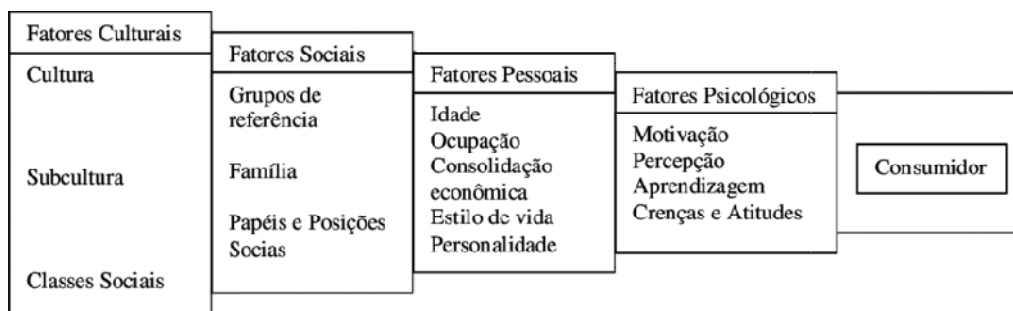 Fatores Culturais
Cultura
Subcultura
Classes Sociais
Fatores Sociais
Grupos de
referência
Família
Papéis e Posições
Socias
Fatores Pessoais
Idade
Ocupação
Consolidação
econômica
Estilo de vida
Personalidade
Fatores Psicológicos
Motivação
Percepção
Aprendizagem
Crenças e Atitudes
Consumidor